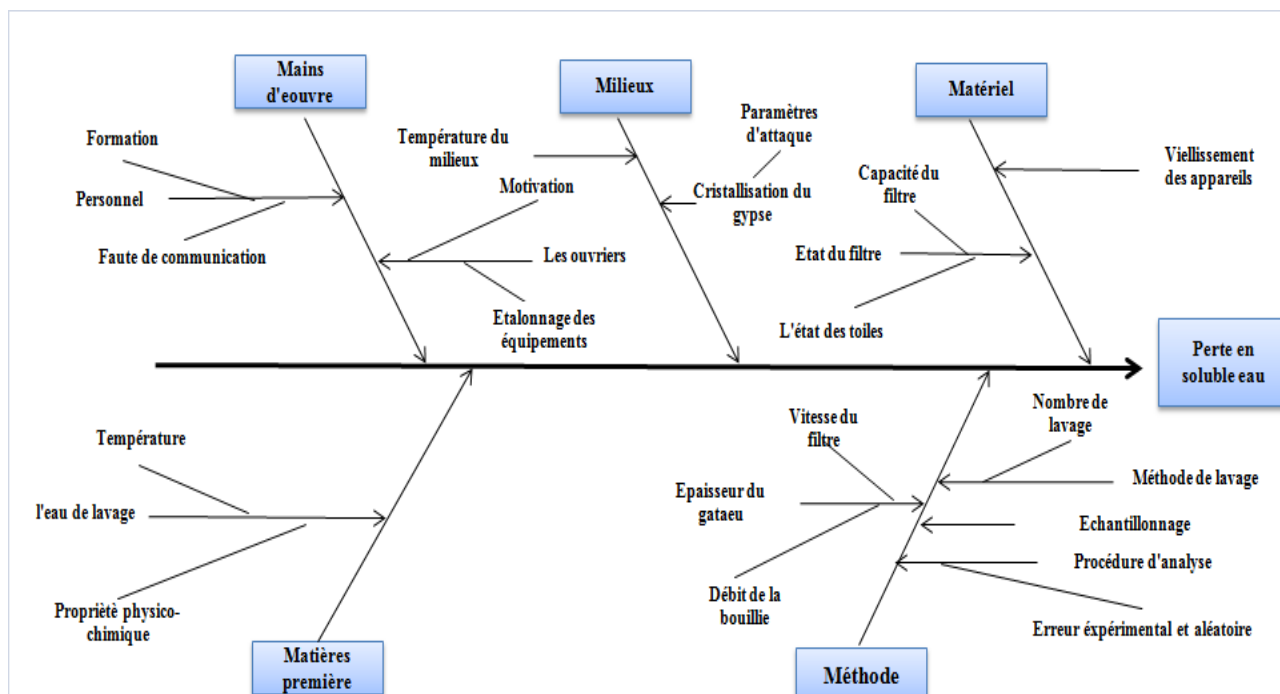 Mains
d'eouvre
Milieux
Matériel
Formation
Personnel
Faute de communication
Température du
milieux
Motivation
Les ouvriers
Etalonnage des
équipements
Paramètres
d'attaque
Cristallisation du
gypse
Capacité du
filtre
Etat du filtre
L'état des toiles
Viellissement
des appareils
Perte en
soluble eau
Température
l'eau de lavage
Propriètè physico-
chimique
Matières
première
Vitesse du
filtre
Epaisseur du
gataeu
Débit de la
bouillie
Nombre de
lavage
Méthode de lavage
Echantillonnage
Procédure d'analyse
Erreur éxpérimental et aléatoire
Méthode